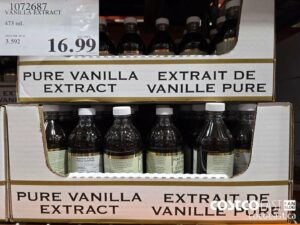 1072687
VANILLA EXTRACT
473 mL
3.592
16.99
PURE VANILLA
EXTRACT
EXTRAIT DE
VANILLE PURE
PURE VANILLA
EXTRACT
EXTRAIT DE
VANILLE PURE
COSTCO